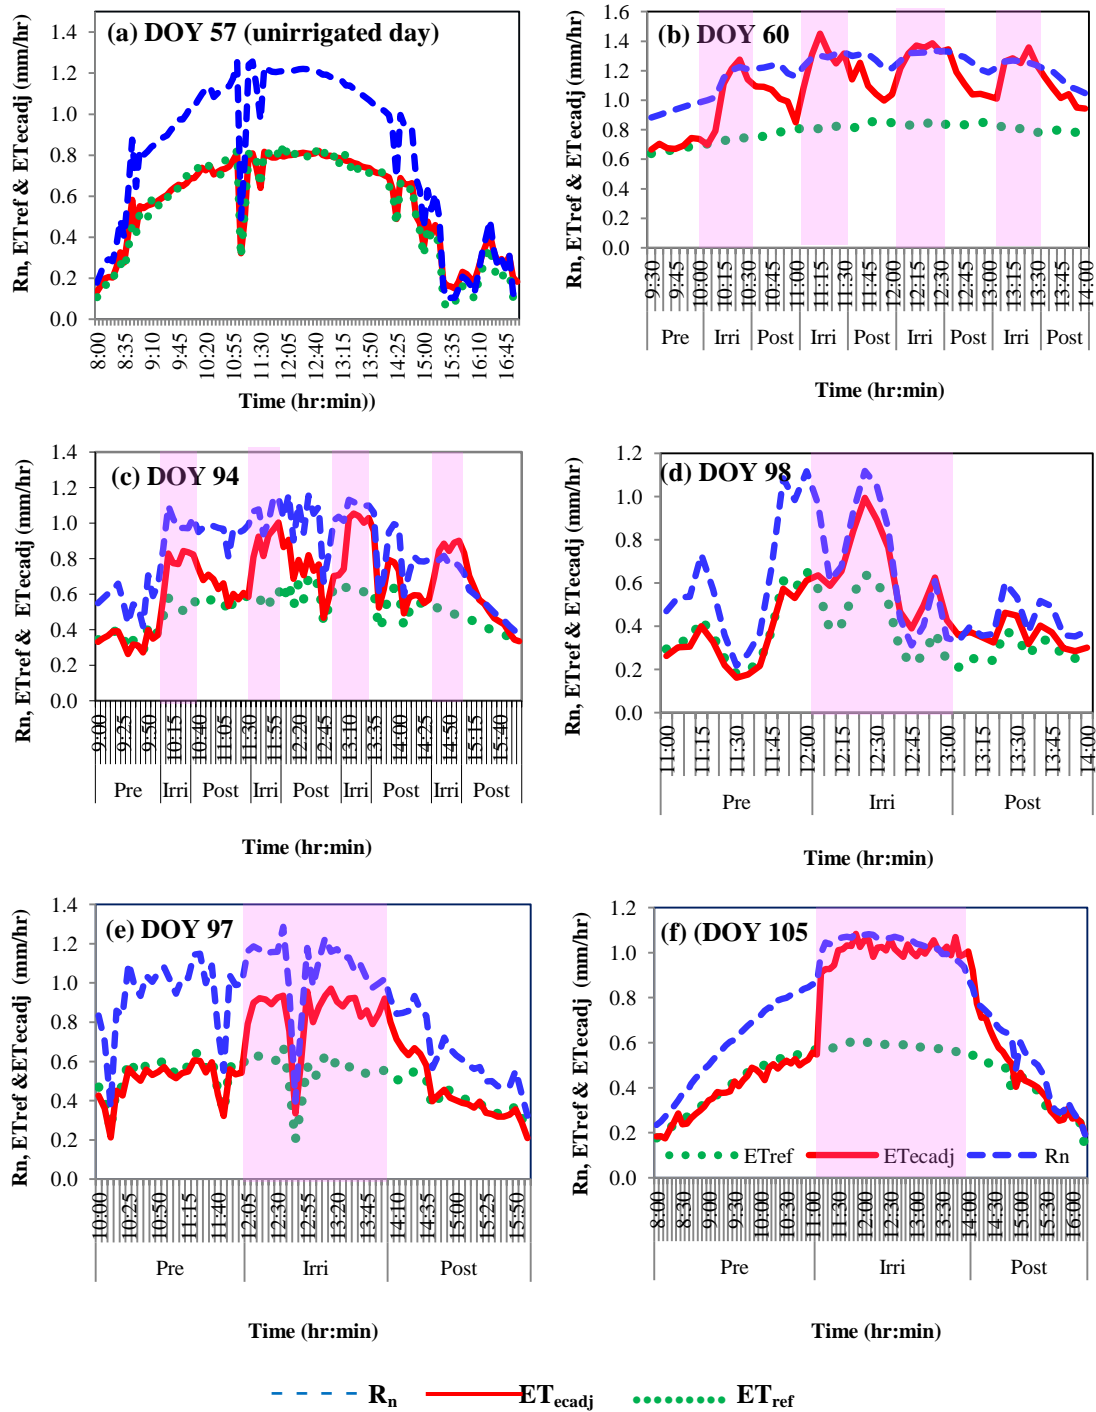 (a) DOY 57 (unirrigated day)
Rn, ETref & ETecadj (mm/hr)
1.4
1.2
1.0
0.8
0.6
0.4
0.2
0.0
8:00 8:35 9:10 9:45 10:20 10:55 11:30 12:05 12:40 13:15 13:50 14:25 15:00 15:35 16:10 16:45
Time (hr:min))
(b) DOY 60
Rn, ETref & ETecadj (mm/hr)
1.6
1.4
1.2
1.0
0.8
0.6
0.4
0.2
0.0
9:30 9:45 10:00 10:15 10:30 10:45 11:00 11:15 11:30 11:45 12:00 12:15 12:30 12:45 13:00 13:15 13:30 13:45 14:00
Pre Irri Post Irri Post Irri Post Irri Post
Time (hr:min)
(c) DOY 94
Rn, ETref & ETecadj (mm/hr)
1.4
1.2
1.0
0.8
0.6
0.4
0.2
0.0
9:00 9:25 9:50 10:15 10:40 11:05 11:30 11:55 12:20 12:45 13:10 13:35 14:00 14:25 14:50 15:15 15:40
Pre Irri Post Irri Post Irri Post Irri Post
Time (hr:min)
(d) DOY 98
Rn, ETref & ETecadj (mm/hr)
1.2
1.0
0.8
0.6
0.4
0.2
0.0
11:00 11:15 11:30 11:45 12:00 12:15 12:30 12:45 13:00 13:15 13:30 13:45 14:00
Pre Irri Post
Time (hr:min)
(e) DOY 97
Rn, ETref &ETecadj (mm/hr)
1.4
1.2
1.0
0.8
0.6
0.4
0.2
0.0
10:00 10:25 10:50 11:15 11:40 12:05 12:30 12:55 13:20 13:45 14:10 14:35 15:00 15:25 15:50
Pre Irri Post
Time (hr:min)
(f) (DOY 105
Rn, ETref & ETecadj (mm/hr)
1.2
1.0
0.8
0.6
0.4
0.2
0.0
ETref ETecadj Rn
8:00 8:30 9:00 9:30 10:00 10:30 11:00 11:30 12:00 12:30 13:00 13:30 14:00 15:00 15:30 16:00
Pre Irri Post
Time (hr:min)
Rn ETecadj ETref